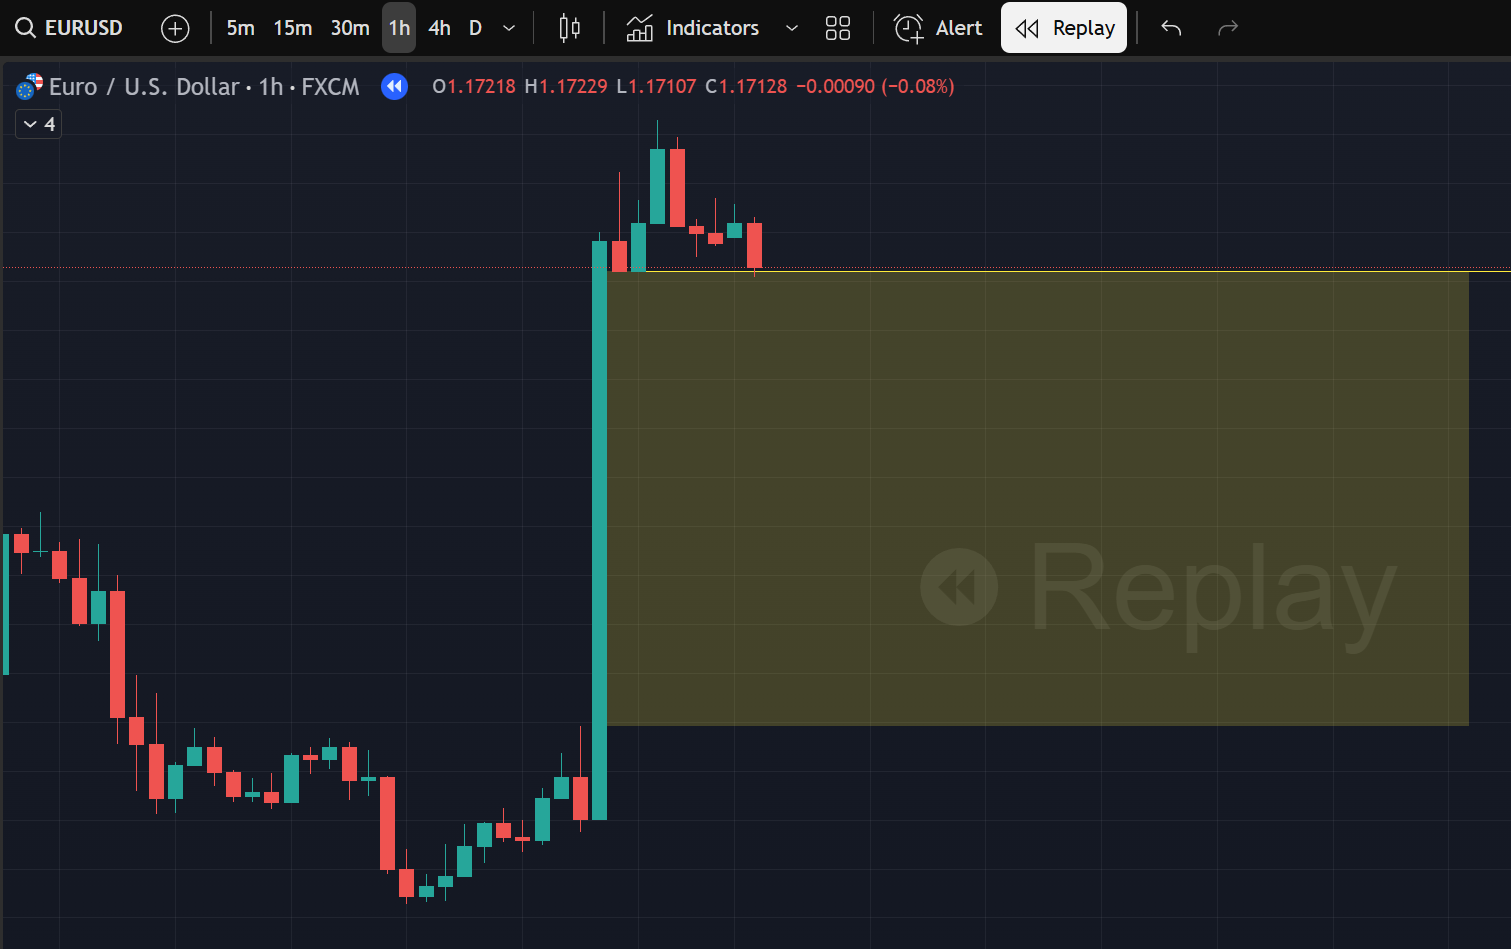 EURUSD 5m 15m 30m 1h 4h D Indicators Alert Replay
Euro / U.S. Dollar · 1h · FXCM O1.17218 H1.17229 L1.17107 C1.17128 −0.00090 (−0.08%)
4
Replay